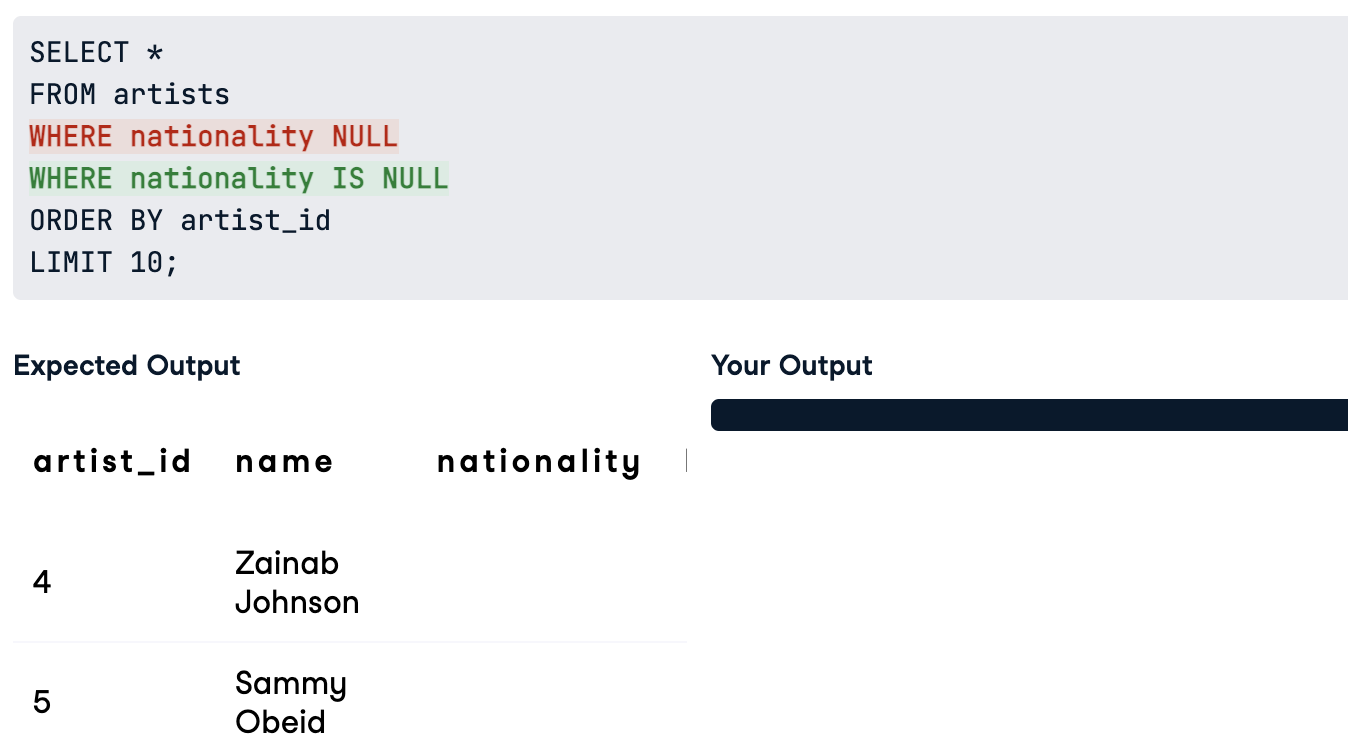 SELECT *
FROM artists
WHERE nationality NULL
WHERE nationality IS NULL
ORDER BY artist_id
LIMIT 10;
Expected Output
Your Output
artist_id name nationality
4 Zainab Johnson
5 Sammy Obeid